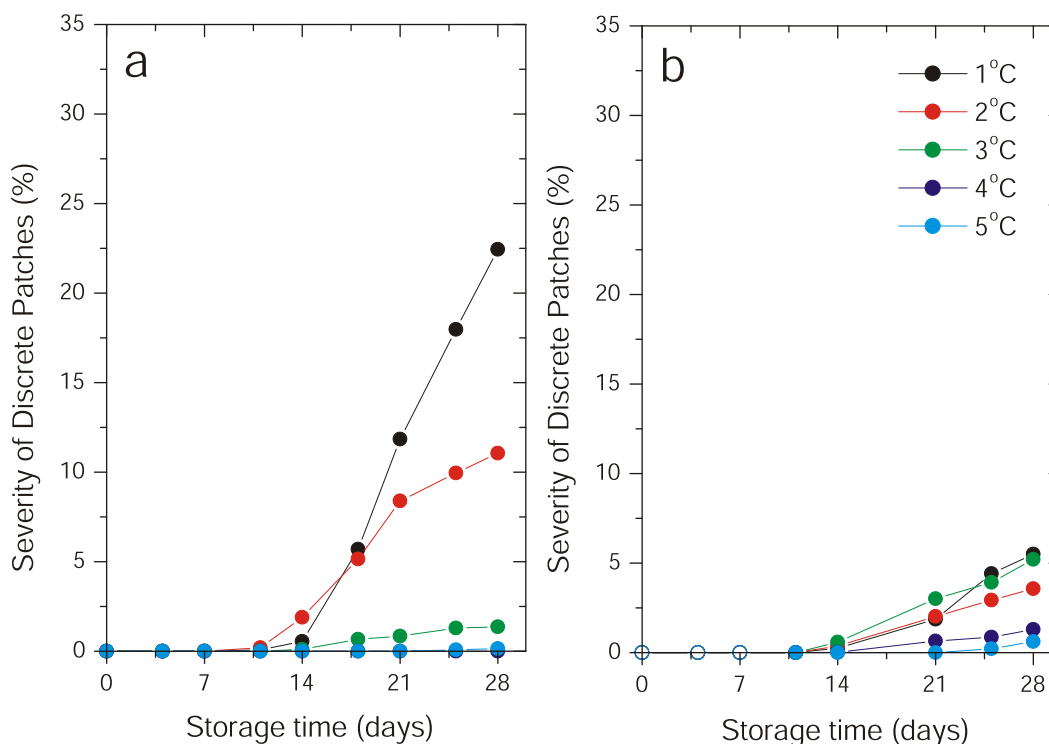 a
35
30
25
20
15
10
5
0
Severity of Discrete Patches (%)
0 7 14 21 28
Storage time (days)
b
1°C
2°C
3°C
4°C
5°C
35
30
25
20
15
10
5
0
Severity of Discrete Patches (%)
0 7 14 21 28
Storage time (days)